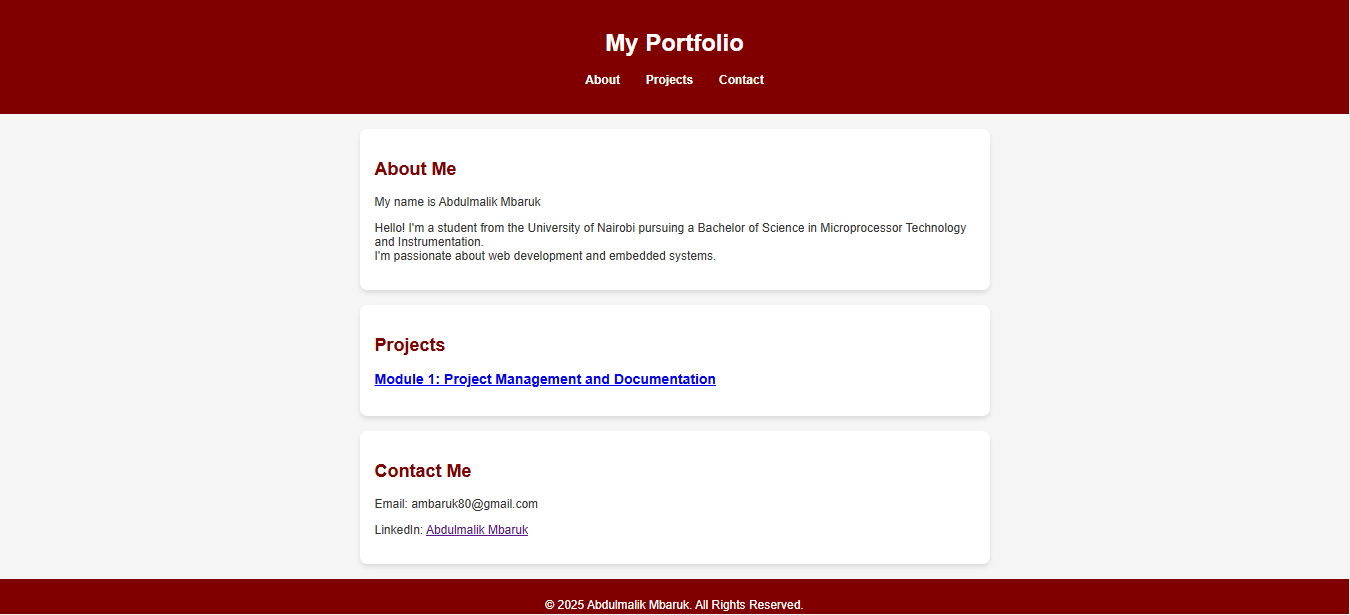 My Portfolio
About Projects Contact
About Me
My name is Abdulmalik Mbaruk
Hello! I'm a student from the University of Nairobi pursuing a Bachelor of Science in Microprocessor Technology
and Instrumentation.
I'm passionate about web development and embedded systems.
Projects
Module 1: Project Management and Documentation
Contact Me
Email: ambaruk80@gmail.com
LinkedIn: Abdulmalik Mbaruk
© 2025 Abdulmalik Mbaruk. All Rights Reserved.